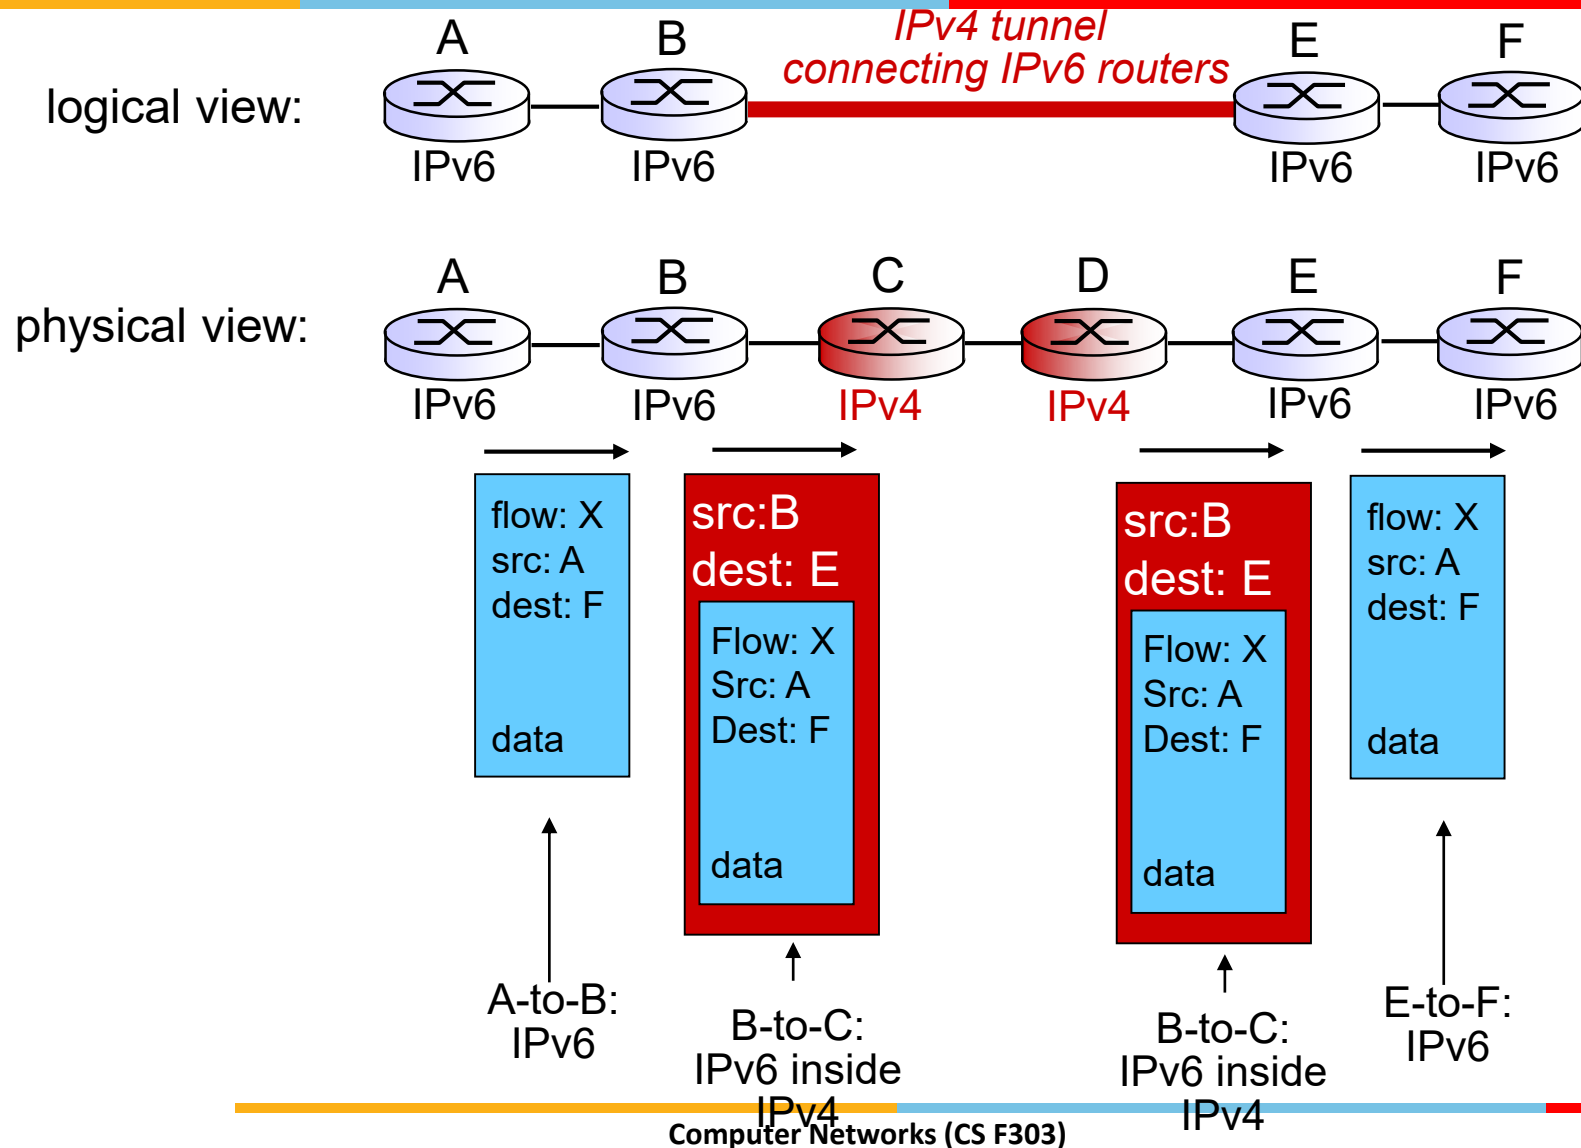 A
B
IPv4 tunnel
connecting IPv6 routers
E
F
logical view:
IPv6
IPv6
IPv6
IPv6
A
B
C
D
E
F
physical view:
IPv6
IPv6
IPv4
IPv4
IPv6
IPv6
flow: X
src: A
dest: F
data
src:B
dest: E
Flow: X
Src: A
Dest: F
data
src:B
dest: E
Flow: X
Src: A
Dest: F
data
flow: X
src: A
dest: F
data
A-to-B:
IPv6
B-to-C:
IPv6 inside
IPv4
B-to-C:
IPv6 inside
IPv4
E-to-F:
IPv6
Computer Networks (CS F303)